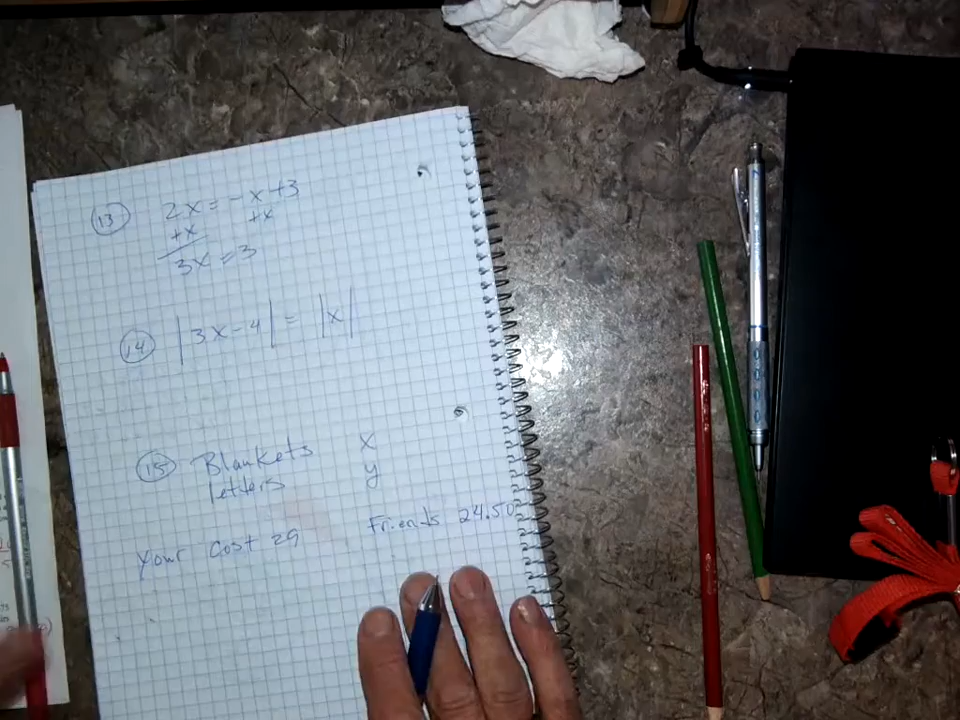 13 2x = -x +3
+x +x
3x = 3
14 |3x-4| = |x|
15 Blankets x
letters y
Your Cost 29 Friends 24.50